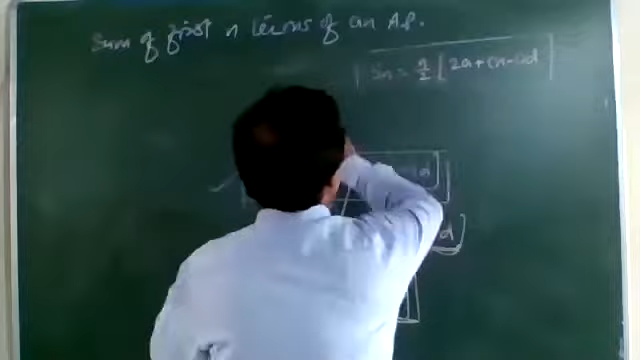 Sum of first n terms of an A.P.
Sn = n/2 [2a+(n-1)d
d